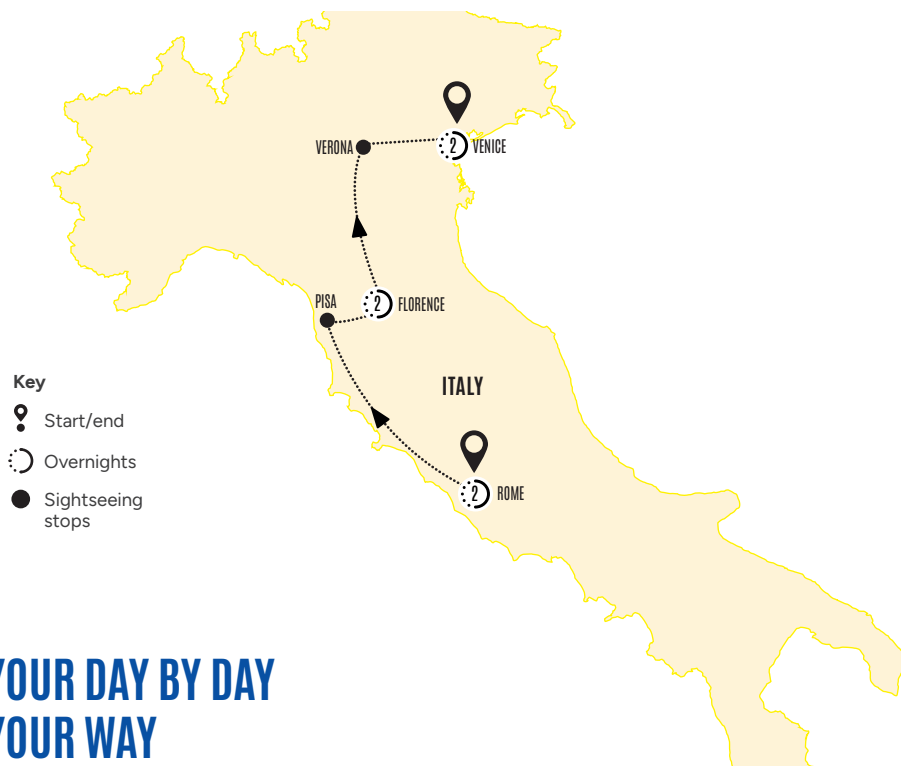 VERONA
2 VENICE
PISA
2 FLORENCE
ITALY
Key
Start/end
Overnights
Sightseeing
stops
2 ROME
YOUR DAY BY DAY
YOUR WAY